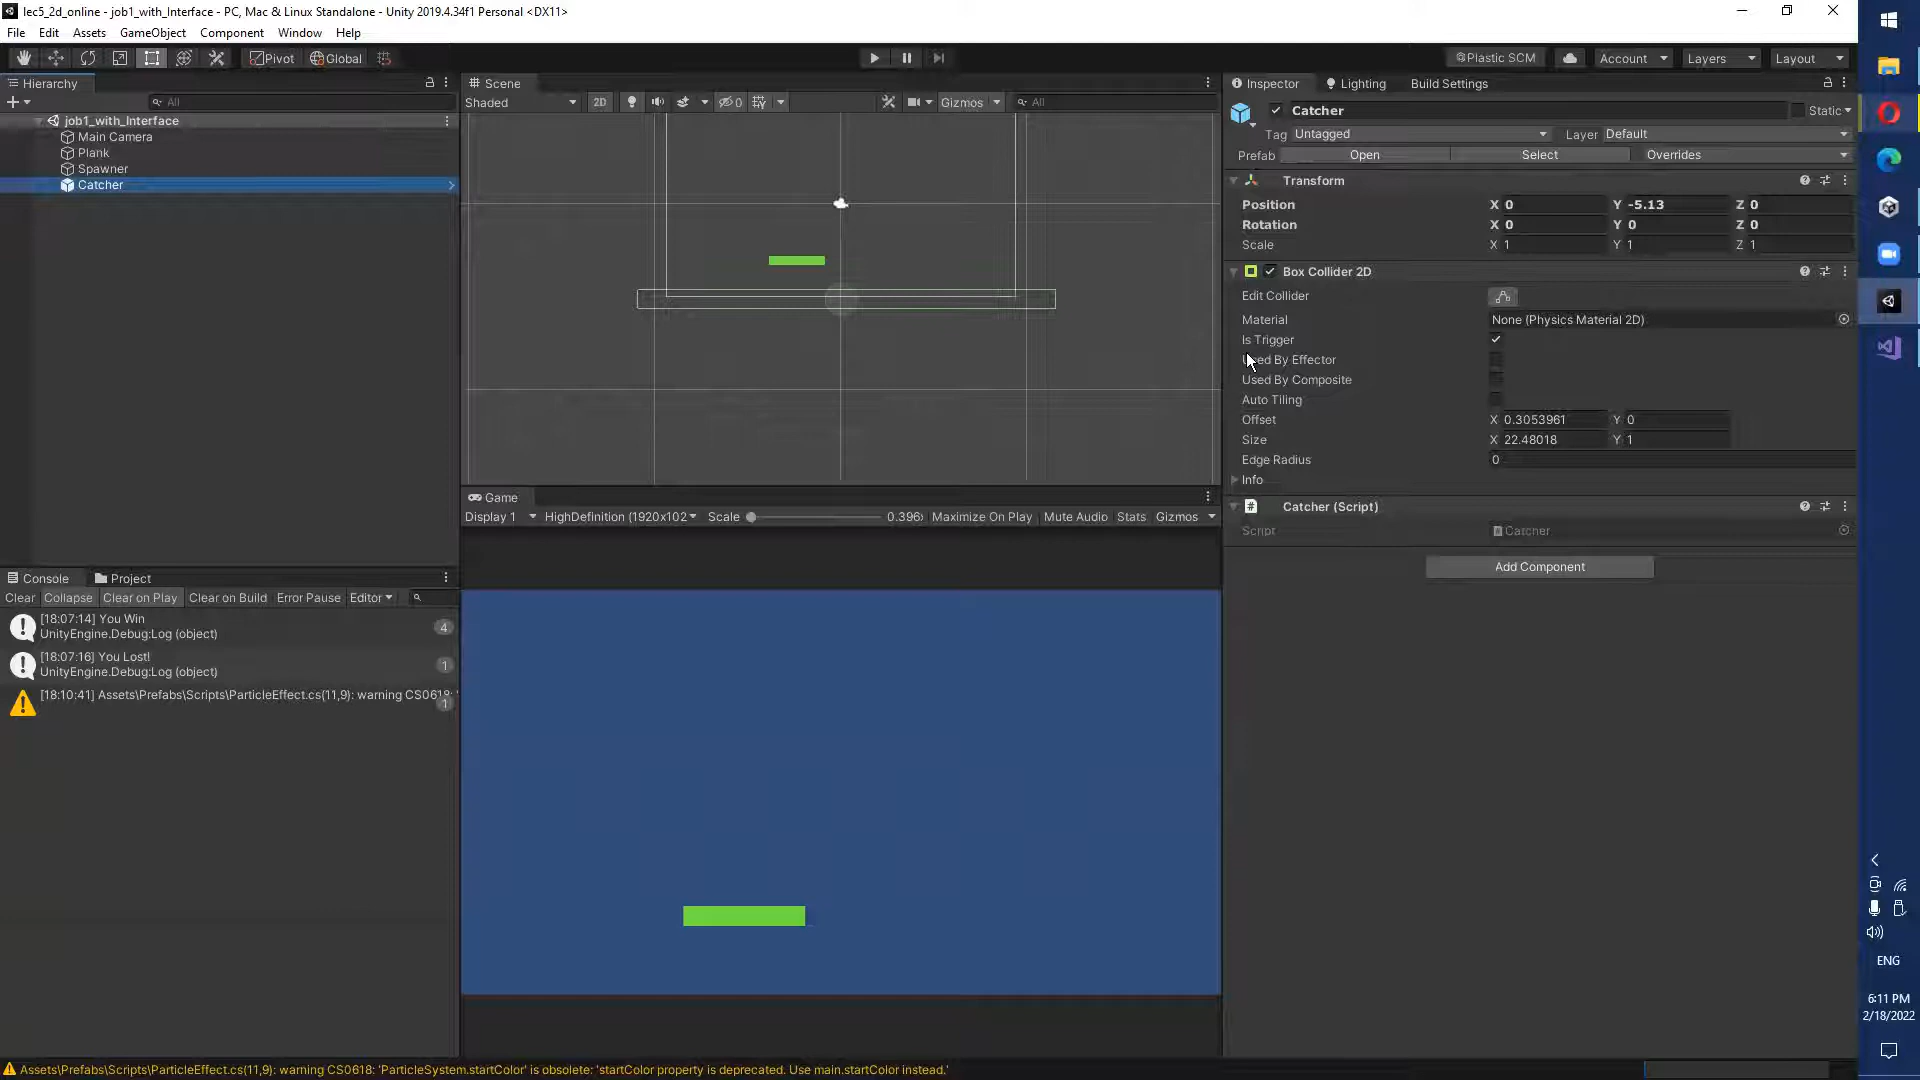 lec5_2d_online - job1_with_Interface - PC, Mac & Linux Standalone - Unity 2019.4.34f1 Personal <DX11>
File Edit Assets GameObject Component Window Help
Pivot Global Plastic SCM Account Layers Layout
Hierarchy
All
job1_with_Interface
Main Camera
Plank
Spawner
Catcher
Scene
Shaded 2D 0 Gizmos All
Game
Display 1 HighDefinition (1920x102 Scale 0.396: Maximize On Play Mute Audio Stats Gizmos
Console Project
Clear Collapse Clear on Play Clear on Build Error Pause Editor
[18:07:14] You Win
UnityEngine.Debug:Log (object)
4
[18:07:16] You Lost!
UnityEngine.Debug:Log (object)
1
[18:10:41] Assets\Prefabs\Scripts\ParticleEffect.cs(11,9): warning CS0618: '
1
Inspector Lighting Build Settings
Catcher Static
Tag Untagged Layer Default
Prefab Open Select Overrides
Transform
Position X 0 Y -5.13 Z 0
Rotation X 0 Y 0 Z 0
Scale X 1 Y 1 Z 1
Box Collider 2D
Edit Collider
Material None (Physics Material 2D)
Is Trigger
Used By Effector
Used By Composite
Auto Tiling
Offset X 0.3053961 Y 0
Size X 22.48018 Y 1
Edge Radius 0
Info
Catcher (Script)
Script Catcher
Add Component
Assets\Prefabs\Scripts\ParticleEffect.cs(11,9): warning CS0618: 'ParticleSystem.startColor' is obsolete: 'startColor property is deprecated. Use main.startColor instead.'
ENG
6:11 PM
2/18/2022